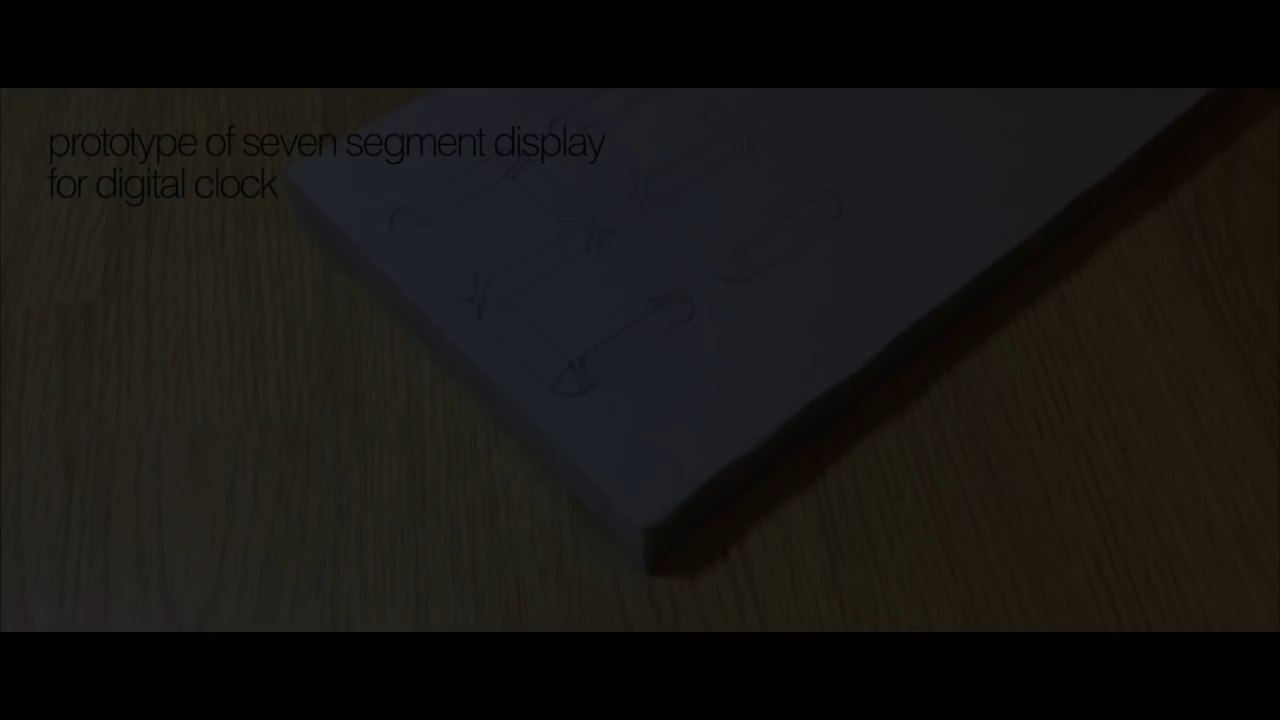 prototype of seven segment display
for digital clock